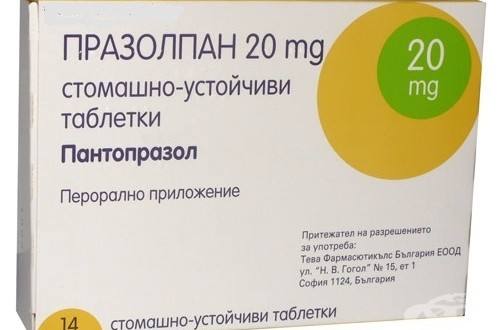 ПРАЗОЛПАН 20 mg
20
mg
стомашно-устойчиви
таблетки
Пантопразол
Перорално приложение
Притежател на разрешението
за употреба:
Тева Фармасютикълс България ЕООД
ул. "Н. В. Гогол" № 15, ет 1
София 1124, България
14 стомашно-устойчиви таблетки